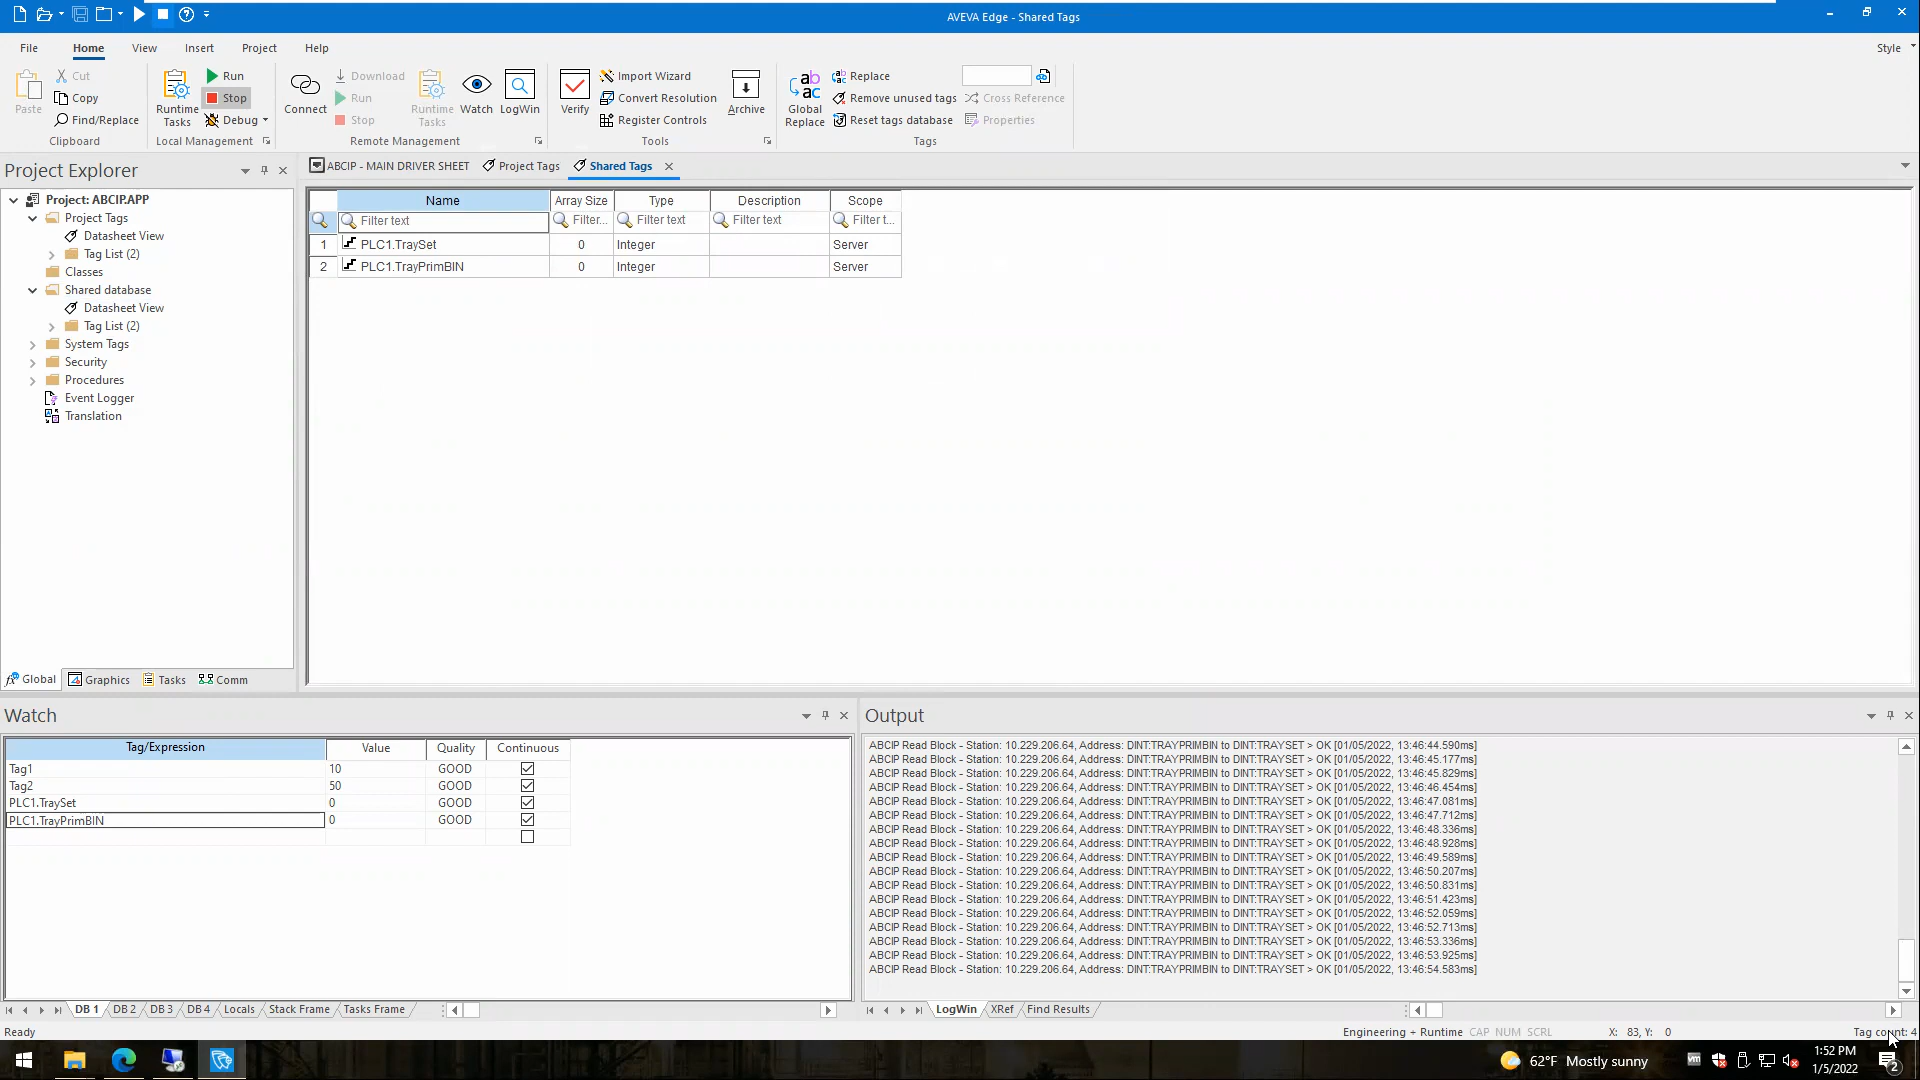 AVEVA Edge - Shared Tags
File Home View Insert Project Help Style
Paste Cut Copy Find/Replace Clipboard
Runtime Tasks Run Stop Debug Local Management
Connect Download Run Stop Runtime Tasks Watch LogWin Remote Management
Verify Import Wizard Convert Resolution Register Controls Archive Tools
Global Replace Replace Remove unused tags Reset tags database Cross Reference Properties Tags
Project Explorer
ABCIP - MAIN DRIVER SHEET Project Tags Shared Tags
Project: ABCIP.APP
Project Tags
Datasheet View
Tag List (2)
Classes
Shared database
Datasheet View
Tag List (2)
System Tags
Security
Procedures
Event Logger
Translation
Global Graphics Tasks Comm
Name Array Size Type Description Scope
Filter text Filter... Filter text Filter text Filter t...
1 PLC1.TraySet 0 Integer Server
2 PLC1.TrayPrimBIN 0 Integer Server
Watch
Tag/Expression Value Quality Continuous
Tag1 10 GOOD
Tag2 50 GOOD
PLC1.TraySet 0 GOOD
PLC1.TrayPrimBIN 0 GOOD
DB 1 DB 2 DB 3 DB 4 Locals Stack Frame Tasks Frame
Output
ABCIP Read Block - Station: 10.229.206.64, Address: DINT:TRAYPRIMBIN to DINT:TRAYSET > OK [01/05/2022, 13:46:44.590ms]
ABCIP Read Block - Station: 10.229.206.64, Address: DINT:TRAYPRIMBIN to DINT:TRAYSET > OK [01/05/2022, 13:46:45.177ms]
ABCIP Read Block - Station: 10.229.206.64, Address: DINT:TRAYPRIMBIN to DINT:TRAYSET > OK [01/05/2022, 13:46:45.829ms]
ABCIP Read Block - Station: 10.229.206.64, Address: DINT:TRAYPRIMBIN to DINT:TRAYSET > OK [01/05/2022, 13:46:46.454ms]
ABCIP Read Block - Station: 10.229.206.64, Address: DINT:TRAYPRIMBIN to DINT:TRAYSET > OK [01/05/2022, 13:46:47.081ms]
ABCIP Read Block - Station: 10.229.206.64, Address: DINT:TRAYPRIMBIN to DINT:TRAYSET > OK [01/05/2022, 13:46:47.712ms]
ABCIP Read Block - Station: 10.229.206.64, Address: DINT:TRAYPRIMBIN to DINT:TRAYSET > OK [01/05/2022, 13:46:48.336ms]
ABCIP Read Block - Station: 10.229.206.64, Address: DINT:TRAYPRIMBIN to DINT:TRAYSET > OK [01/05/2022, 13:46:48.928ms]
ABCIP Read Block - Station: 10.229.206.64, Address: DINT:TRAYPRIMBIN to DINT:TRAYSET > OK [01/05/2022, 13:46:49.589ms]
ABCIP Read Block - Station: 10.229.206.64, Address: DINT:TRAYPRIMBIN to DINT:TRAYSET > OK [01/05/2022, 13:46:50.207ms]
ABCIP Read Block - Station: 10.229.206.64, Address: DINT:TRAYPRIMBIN to DINT:TRAYSET > OK [01/05/2022, 13:46:50.831ms]
ABCIP Read Block - Station: 10.229.206.64, Address: DINT:TRAYPRIMBIN to DINT:TRAYSET > OK [01/05/2022, 13:46:51.423ms]
ABCIP Read Block - Station: 10.229.206.64, Address: DINT:TRAYPRIMBIN to DINT:TRAYSET > OK [01/05/2022, 13:46:52.059ms]
ABCIP Read Block - Station: 10.229.206.64, Address: DINT:TRAYPRIMBIN to DINT:TRAYSET > OK [01/05/2022, 13:46:52.713ms]
ABCIP Read Block - Station: 10.229.206.64, Address: DINT:TRAYPRIMBIN to DINT:TRAYSET > OK [01/05/2022, 13:46:53.336ms]
ABCIP Read Block - Station: 10.229.206.64, Address: DINT:TRAYPRIMBIN to DINT:TRAYSET > OK [01/05/2022, 13:46:53.925ms]
ABCIP Read Block - Station: 10.229.206.64, Address: DINT:TRAYPRIMBIN to DINT:TRAYSET > OK [01/05/2022, 13:46:54.583ms]
LogWin XRef Find Results
Ready Engineering + Runtime CAP NUM SCRL X: 83, Y: 0 Tag count: 4
62°F Mostly sunny
1:52 PM
1/5/2022
2